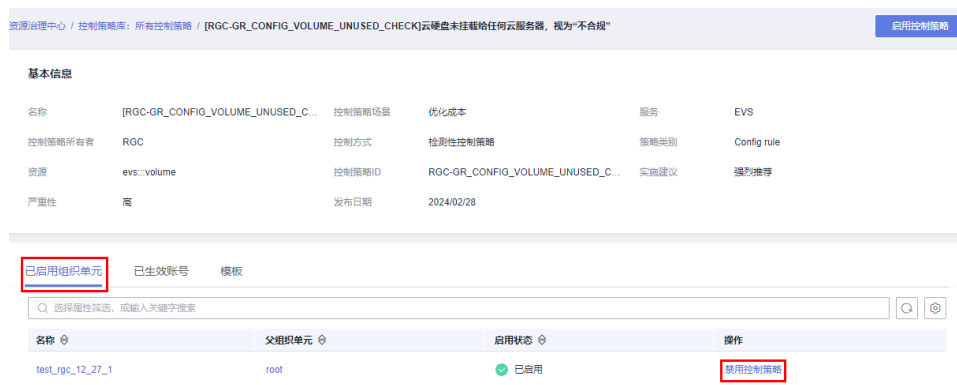 资源治理中心 / 控制策略库：所有控制策略 / [RGC-GR_CONFIG_VOLUME_UNUSED_CHECK]云硬盘未挂载给任何云服务器，视为“不合规” 启用控制策略
基本信息
名称 [RGC-GR_CONFIG_VOLUME_UNUSED_C... 控制策略场景 优化成本 服务 EVS
控制策略所有者 RGC 控制方式 检测性控制策略 策略类别 Config rule
资源 evs:::volume 控制策略ID RGC-GR_CONFIG_VOLUME_UNUSED_C... 实施建议 强烈推荐
严重性 高 发布日期 2024/02/28
已启用组织单元 已生效账号 模板
选择属性筛选，或输入关键字搜索
名称 父组织单元 启用状态 操作
test_rgc_12_27_1 root 已启用 禁用控制策略